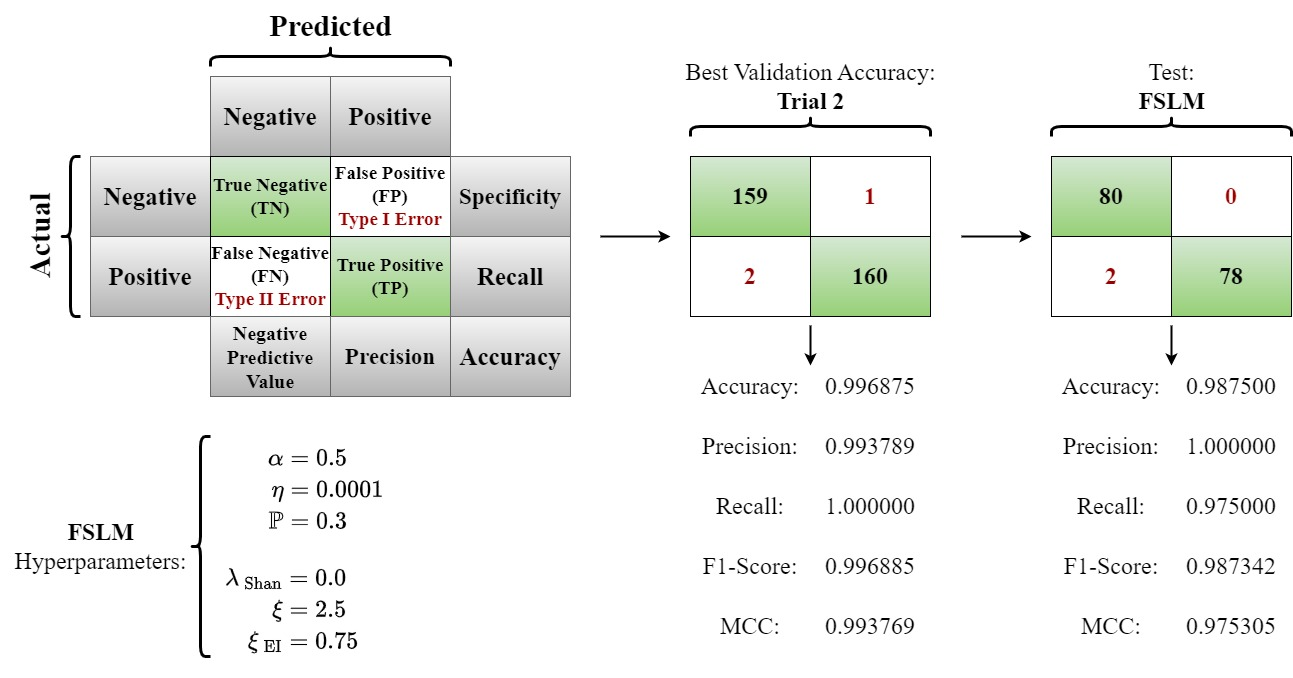 Predicted
Negative Positive
Actual
Negative
True Negative
(TN)
False Positive
(FP)
Type I Error
Specificity
Positive
False Negative
(FN)
Type II Error
True Positive
(TP)
Recall
Negative
Predictive
Value
Precision
Accuracy
FSLM
Hyperparameters:
α = 0.5
η = 0.0001
ℙ = 0.3
λ Shan = 0.0
ξ = 2.5
ξ EI = 0.75
Best Validation Accuracy:
Trial 2
159 1
2 160
Accuracy: 0.996875
Precision: 0.993789
Recall: 1.000000
F1-Score: 0.996885
MCC: 0.993769
Test:
FSLM
80 0
2 78
Accuracy: 0.987500
Precision: 1.000000
Recall: 0.975000
F1-Score: 0.987342
MCC: 0.975305